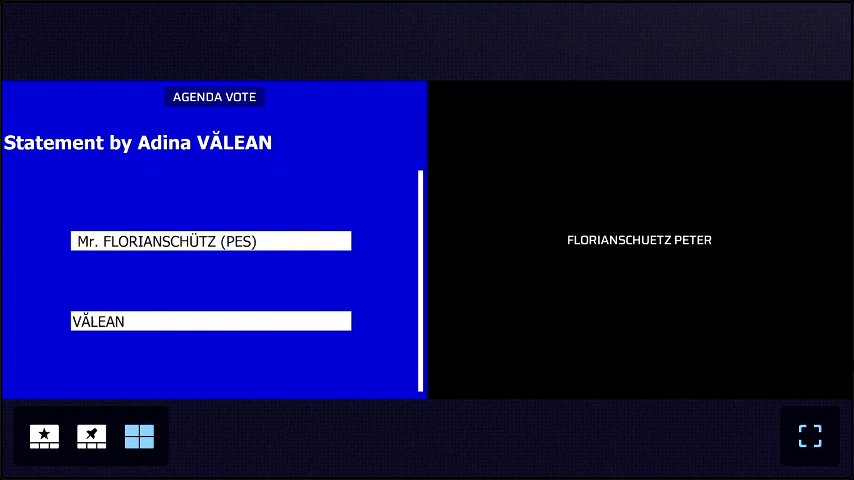 AGENDA VOTE
Statement by Adina VĂLEAN
Mr. FLORIANSCHÜTZ (PES)
VĂLEAN
FLORIANSCHUETZ PETER